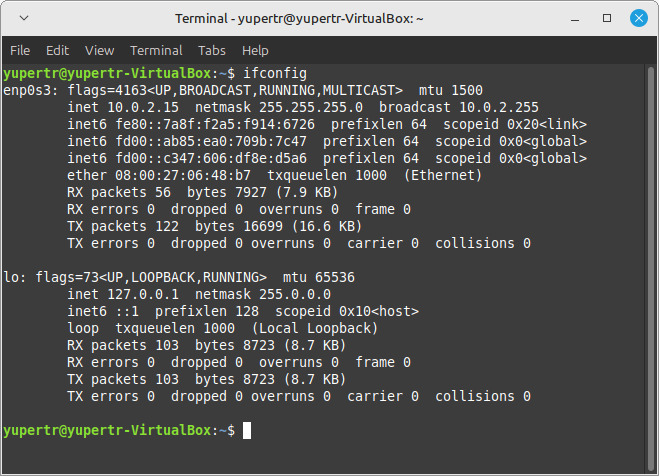 Terminal - yupertr@yupertr-VirtualBox: ~
File Edit View Terminal Tabs Help
yupertr@yupertr-VirtualBox:~$ ifconfig
enp0s3: flags=4163<UP,BROADCAST,RUNNING,MULTICAST>  mtu 1500
        inet 10.0.2.15  netmask 255.255.255.0  broadcast 10.0.2.255
        inet6 fe80::7a8f:f2a5:f914:6726  prefixlen 64  scopeid 0x20<link>
        inet6 fd00::ab85:ea0:709b:7c47  prefixlen 64  scopeid 0x0<global>
        inet6 fd00::c347:606:df8e:d5a6  prefixlen 64  scopeid 0x0<global>
        ether 08:00:27:06:48:b7  txqueuelen 1000  (Ethernet)
        RX packets 56  bytes 7927 (7.9 KB)
        RX errors 0  dropped 0  overruns 0  frame 0
        TX packets 122  bytes 16699 (16.6 KB)
        TX errors 0  dropped 0 overruns 0  carrier 0  collisions 0

lo: flags=73<UP,LOOPBACK,RUNNING>  mtu 65536
        inet 127.0.0.1  netmask 255.0.0.0
        inet6 ::1  prefixlen 128  scopeid 0x10<host>
        loop  txqueuelen 1000  (Local Loopback)
        RX packets 103  bytes 8723 (8.7 KB)
        RX errors 0  dropped 0  overruns 0  frame 0
        TX packets 103  bytes 8723 (8.7 KB)
        TX errors 0  dropped 0 overruns 0  carrier 0  collisions 0

yupertr@yupertr-VirtualBox:~$